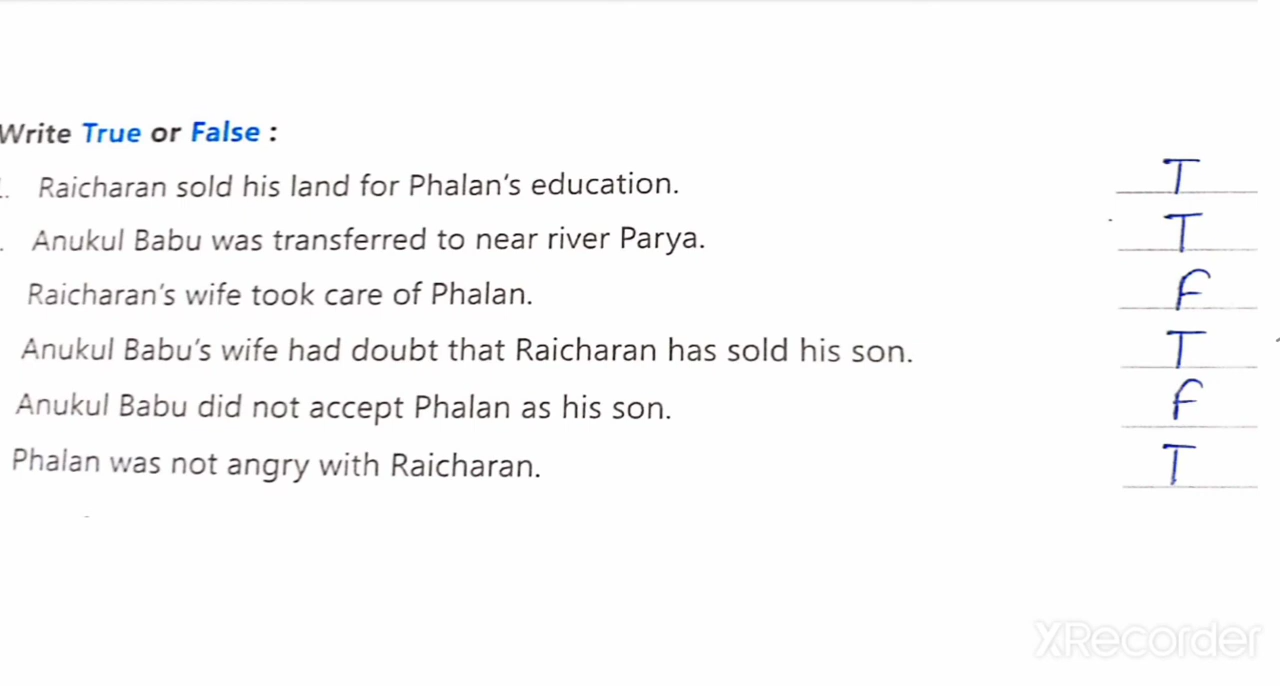 Write True or False :
. Raicharan sold his land for Phalan's education. T
. Anukul Babu was transferred to near river Parya. T
Raicharan's wife took care of Phalan. F
Anukul Babu's wife had doubt that Raicharan has sold his son. T
Anukul Babu did not accept Phalan as his son. F
Phalan was not angry with Raicharan. T
XRecorder